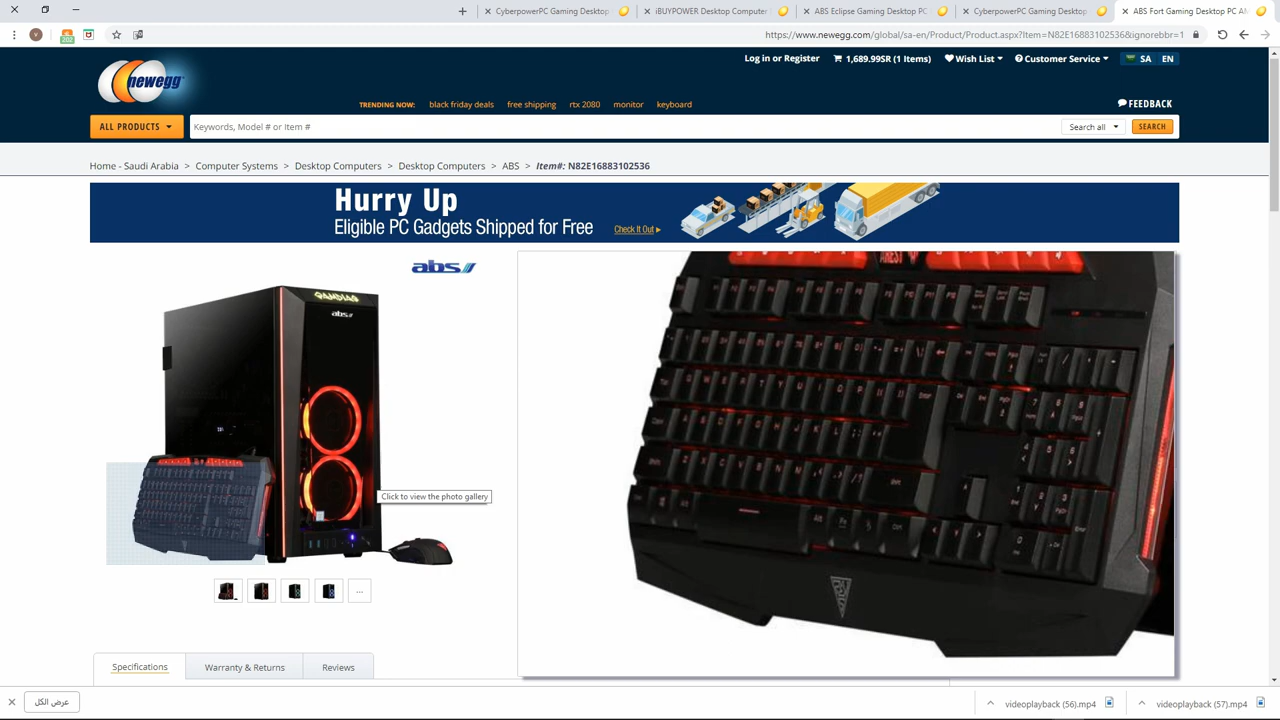 CyberpowerPC Gaming Desktop
iBUYPOWER Desktop Computer
ABS Eclipse Gaming Desktop PC
CyberpowerPC Gaming Desktop
ABS Fort Gaming Desktop PC AM
202
https://www.newegg.com/global/sa-en/Product/Product.aspx?Item=N82E16883102536&ignorebbr=1
Log in or Register
1,689.99SR (1 Items)
Wish List
Customer Service
SA
EN
newegg
TRENDING NOW:
black friday deals
free shipping
rtx 2080
monitor
keyboard
FEEDBACK
ALL PRODUCTS
Keywords, Model # or Item #
Search all
SEARCH
Home - Saudi Arabia > Computer Systems > Desktop Computers > Desktop Computers > ABS > Item#: N82E16883102536
Hurry Up
Eligible PC Gadgets Shipped for Free
Check It Out
abs
GAMDIAS
abs
Click to view the photo gallery
...
Specifications
Warranty & Returns
Reviews
عرض الكل
videoplayback (56).mp4
videoplayback (57).mp4